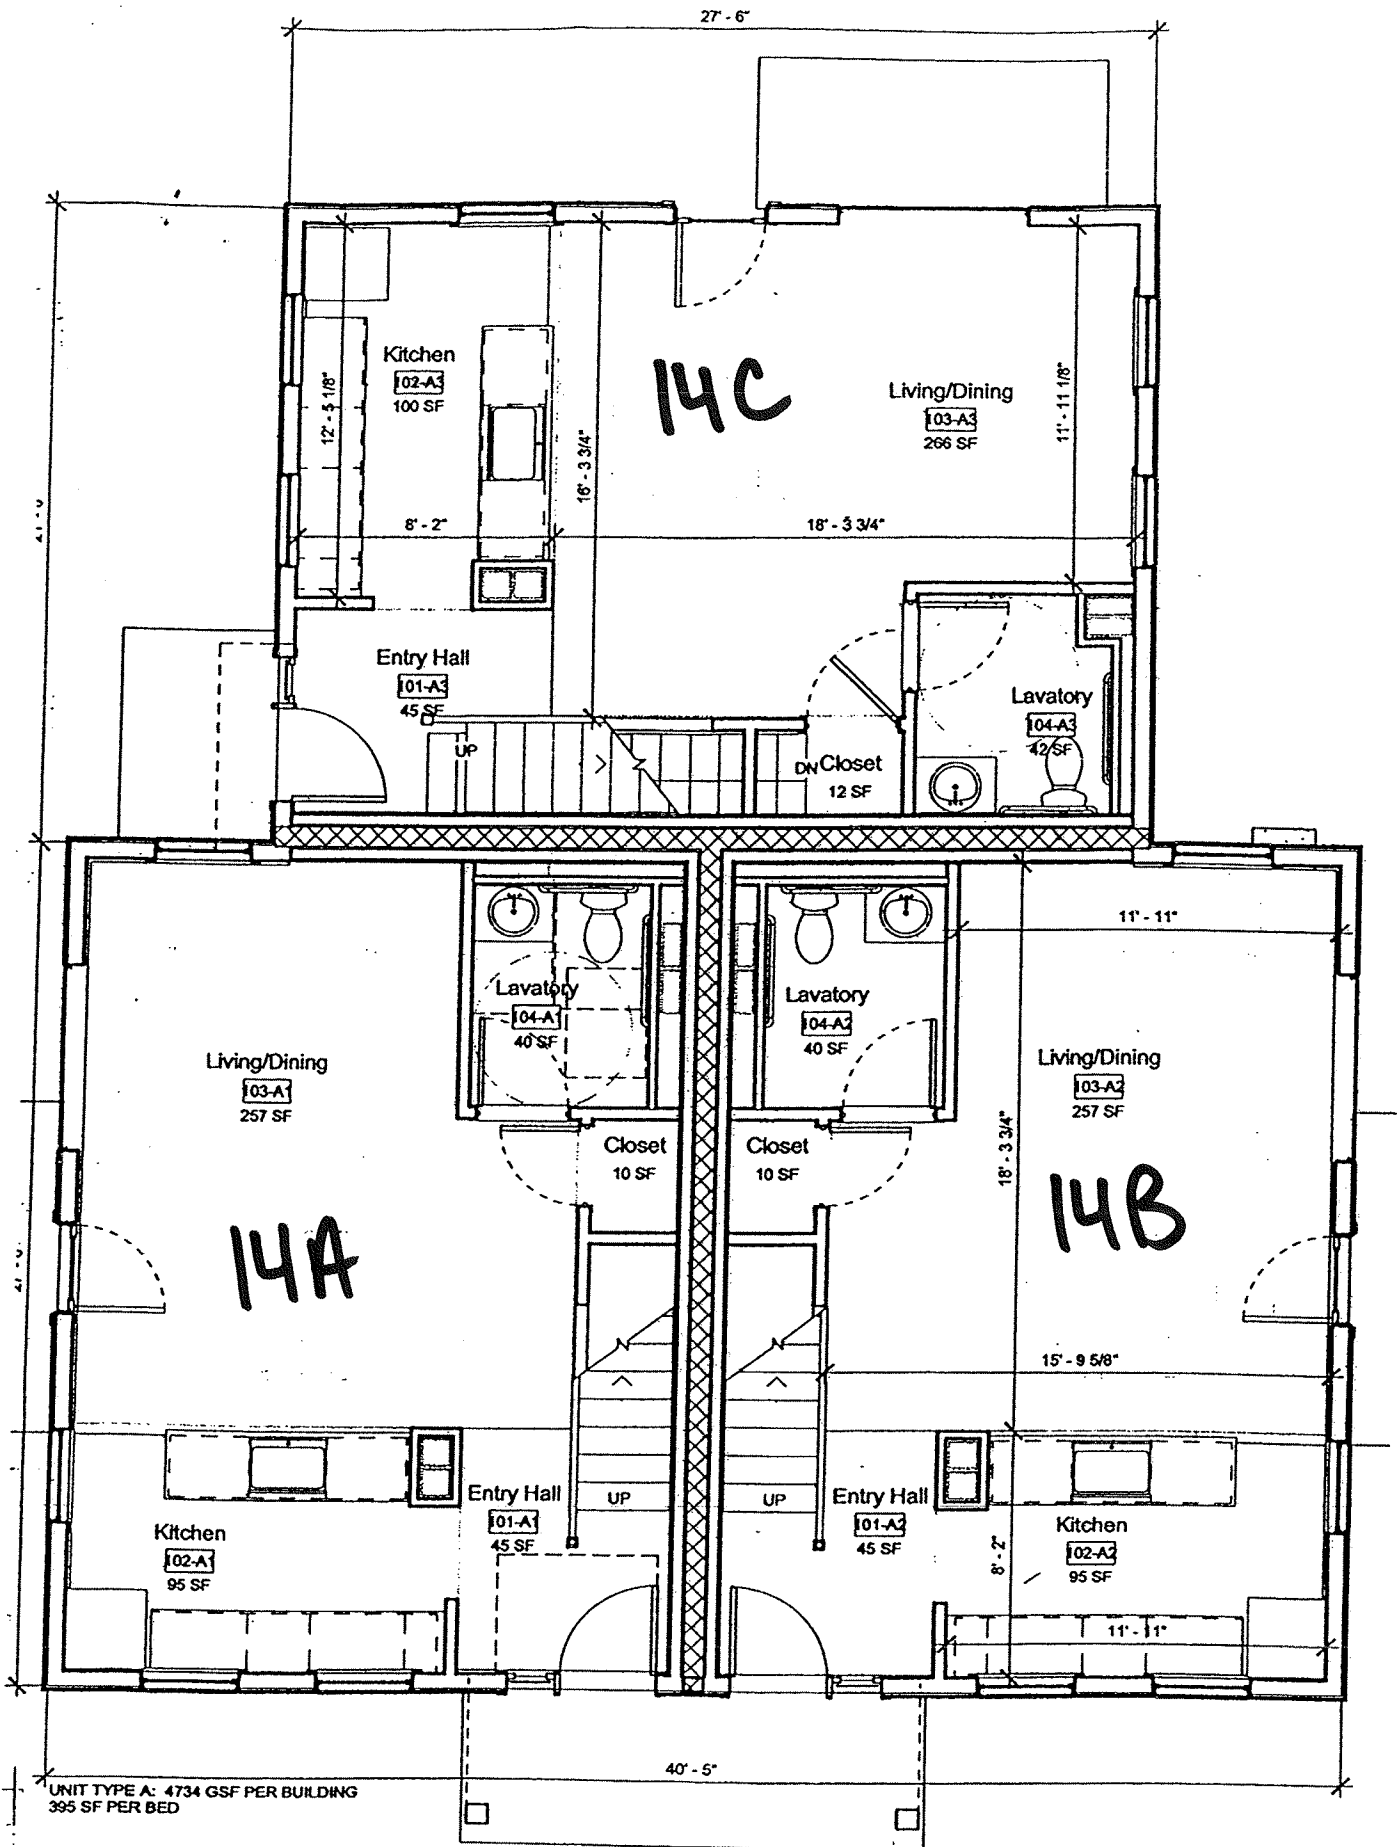 27' - 6"
Kitchen
102-A3
100 SF
12' - 5 1/8"
14C
Living/Dining
103-A3
266 SF
11' - 11 1/8"
16' - 3 3/4"
8' - 2"
18' - 3 3/4"
Entry Hall
101-A3
45 SF
UP
Lavatory
104-A3
42 SF
DN Closet
12 SF
11' - 11"
Lavatory
104-A1
40 SF
Lavatory
104-A2
40 SF
Living/Dining
103-A1
257 SF
Living/Dining
103-A2
257 SF
Closet
10 SF
Closet
10 SF
18' - 3 3/4"
14A
14B
15' - 9 5/8"
Entry Hall
101-A1
45 SF
UP
UP
Entry Hall
101-A2
45 SF
Kitchen
102-A1
95 SF
Kitchen
102-A2
95 SF
8' - 2"
11' - 11"
40' - 5"
UNIT TYPE A: 4734 GSF PER BUILDING
395 SF PER BED